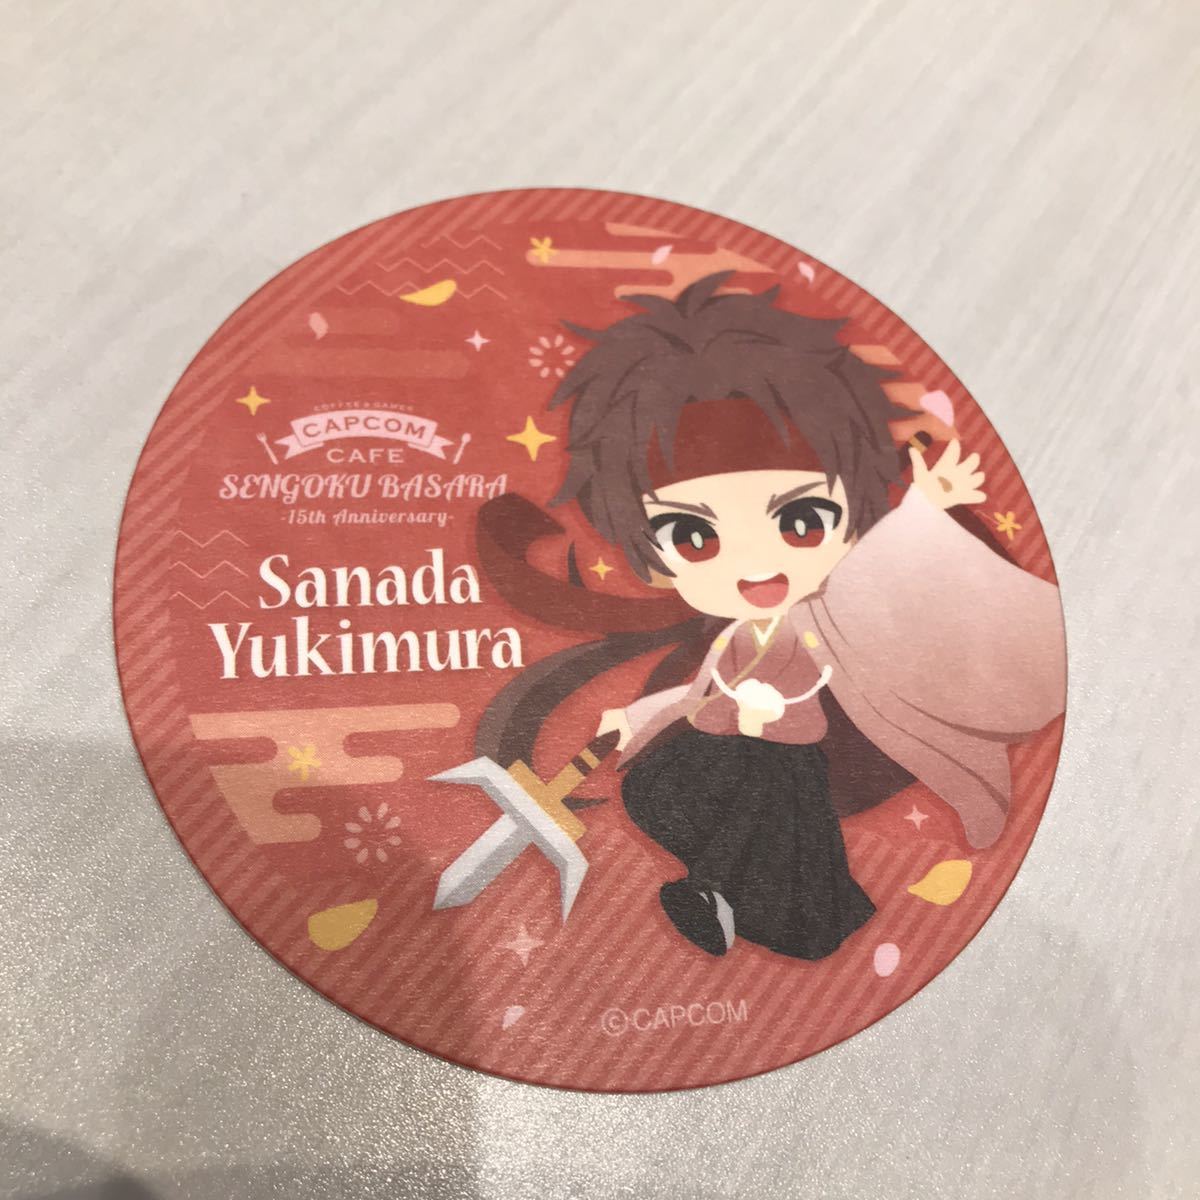 COFFEE & GAMES
CAPCOM
CAFE
SENGOKU BASARA
-15th Anniversary-
Sanada
Yukimura
©CAPCOM